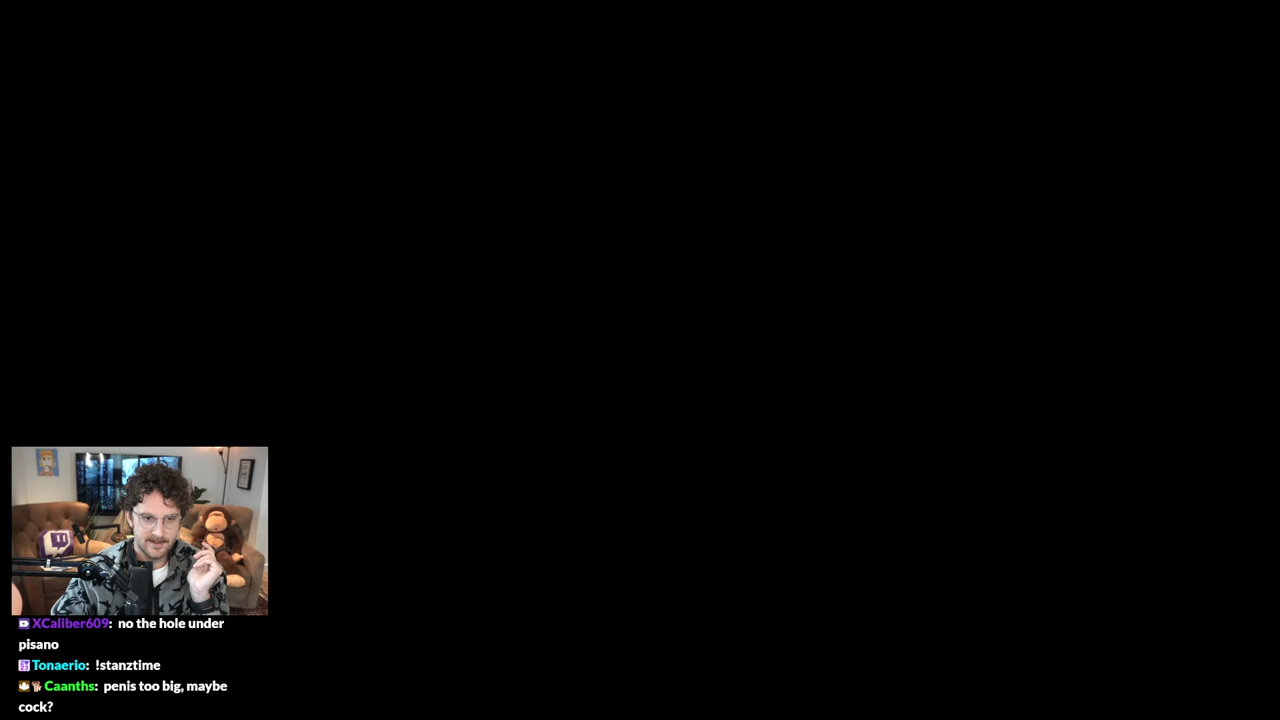 XCaliber609: no the hole under
pisano
Tonaerio: !stanztime
Caanths: penis too big, maybe
cock?